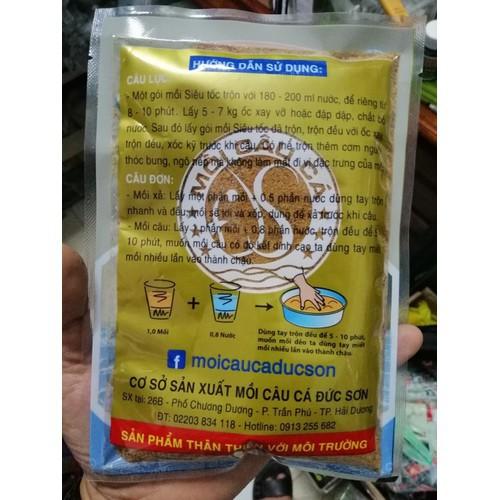 HƯỚNG DẪN SỬ DỤNG:
CÂU LỤC
- Một gói mồi Siêu tốc trộn với 180 - 200 ml nước, để riêng từ
8 - 10 phút. Lấy 5 - 7 kg ốc xay vỡ hoặc đập dập, chắt bỏ
nước. Sau đó lấy gói mồi Siêu tốc đã trộn, trộn đều với ốc xay
trộn đều, xóc kỹ trước khi câu. Có thể trộn thêm cơm nguội
thóc bung, ngô nếp mà không làm mất đi vị đặc trưng của mồi
CÂU ĐƠN:
- Mồi xả: Lấy một phần mồi + 0.5 phần nước dùng tay trộn
nhanh và đều mồi sẽ tơi và xốp, dùng để xả trước khi câu.
- Mồi câu: Lấy 1 phần mồi + 0,8 phần nước trộn đều để 5
10 phút, muốn mồi câu có độ kết dính cao ta dùng tay miết
mồi nhiều lần vào thành chậu.
MỒI CÂU CÁ
ĐS
+
1,0 Mồi
0,8 Nước
Dùng tay trộn đều để 5 - 10 phút,
muốn mồi dẻo ta dùng tay miết
mồi nhiều lần vào thành chậu.
f moicaucaducson
CƠ SỞ SẢN XUẤT MỒI CÂU CÁ ĐỨC SƠN
SX tại: 26B - Phố Chương Dương - P. Trần Phú - TP. Hải Dương
ĐT: 02203 834 118 - Hotline: 0913 255 682
SẢN PHẨM THÂN THIỆN VỚI MÔI TRƯỜNG